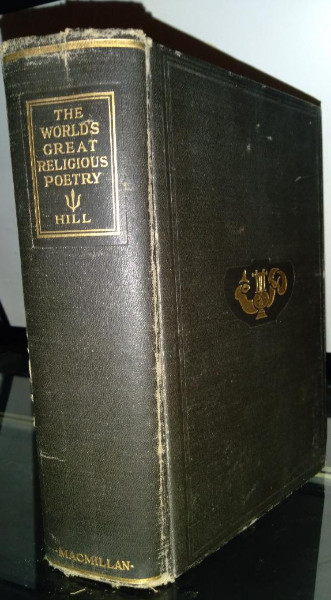 THE
WORLD'S
GREAT
RELIGIOUS
POETRY
HILL
·MACMILLAN·